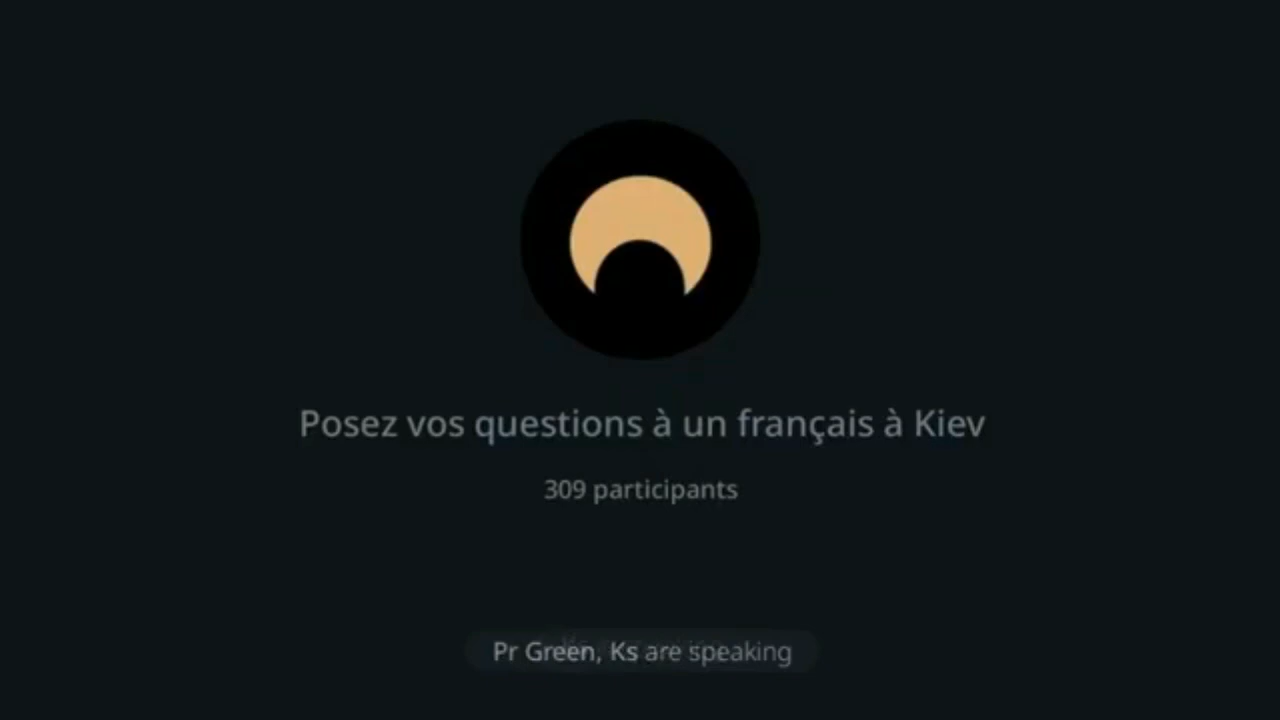 Posez vos questions à un français à Kiev
309 participants
Pr Green, Ks are speaking